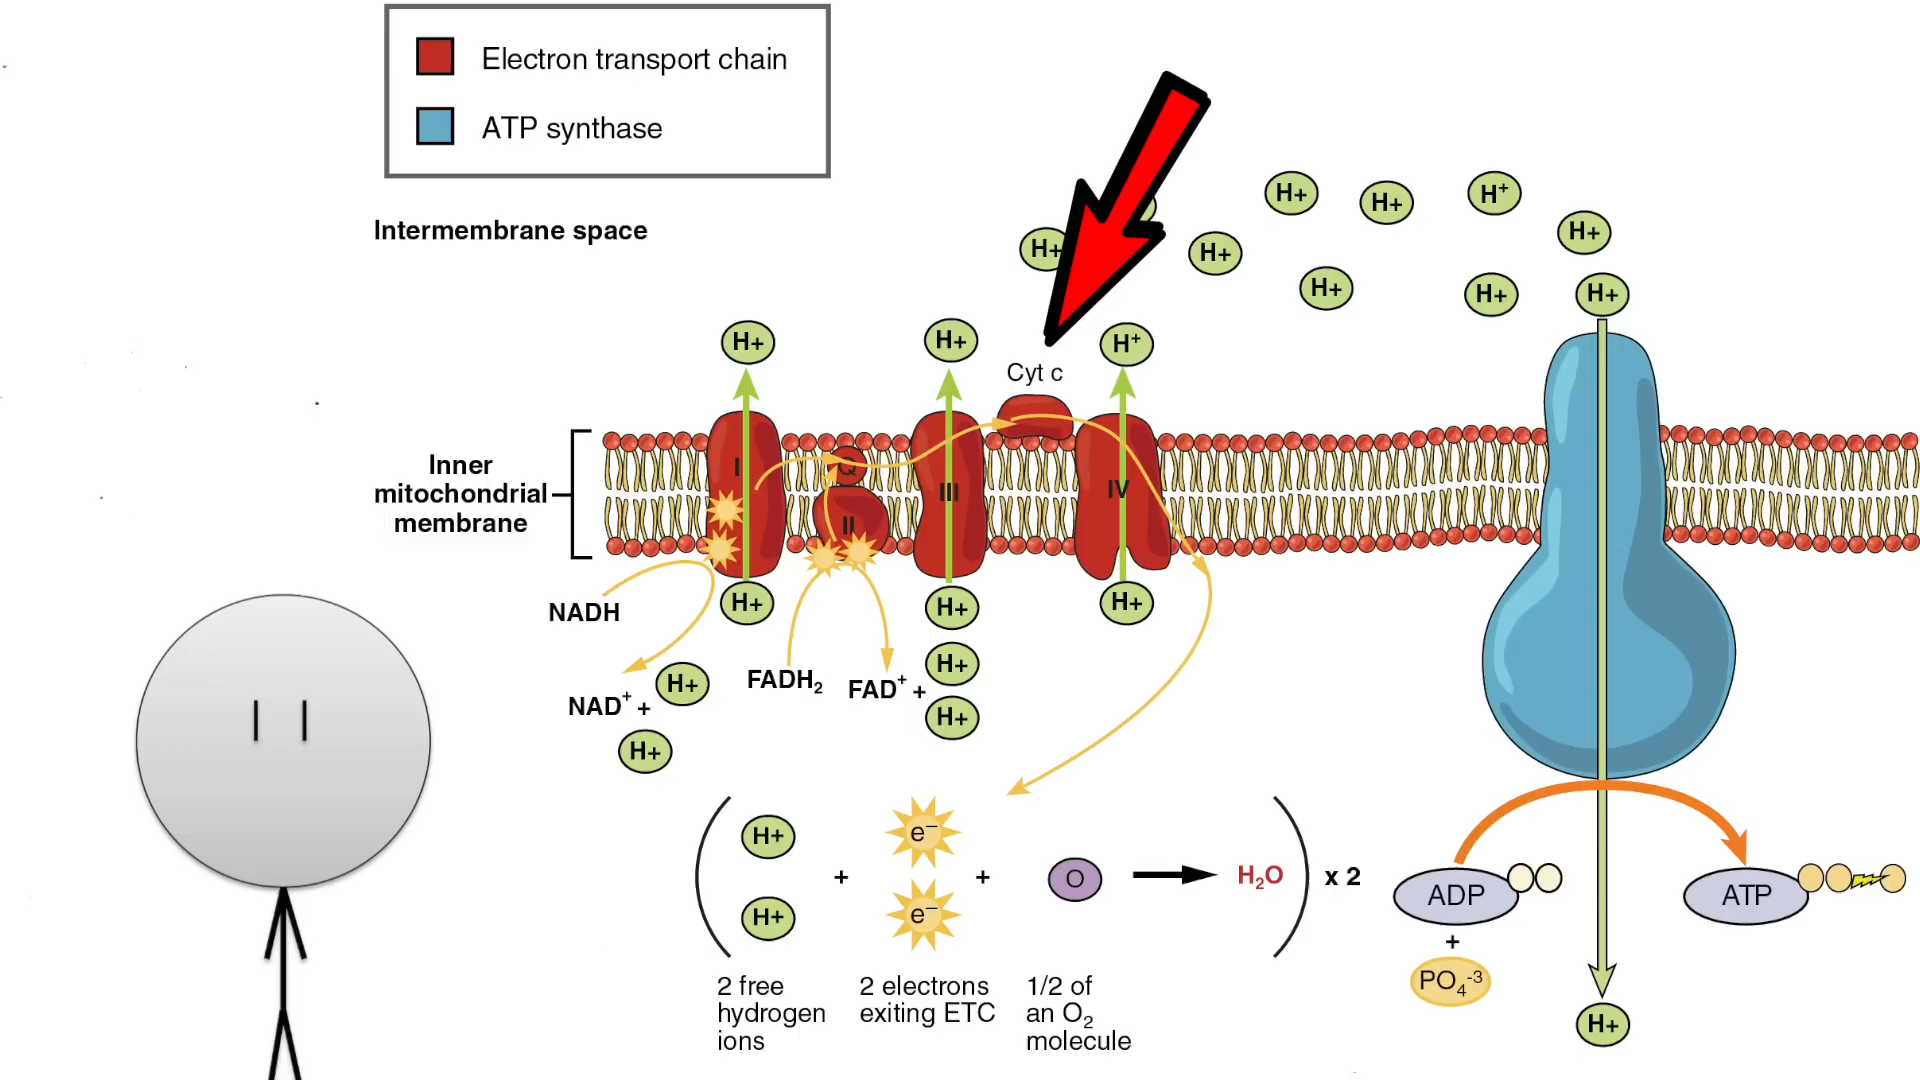 Electron transport chain
ATP synthase
Intermembrane space
H+
H+
H+
H+
H+
H+
H+
H+
H+
H+
H+
H+
H+
Cyt c
Inner
mitochondrial
membrane
I
Q
II
III
IV
NADH
H+
H+
H+
H+
H+
FADH2
FAD+ +
NAD+ +
H+
H+
H+
(
H+
H+
+
e–
e–
+
O
H2O
)
x 2
2 free
hydrogen
ions
2 electrons
exiting ETC
1/2 of
an O2
molecule
ADP
+
PO4-3
ATP
H+